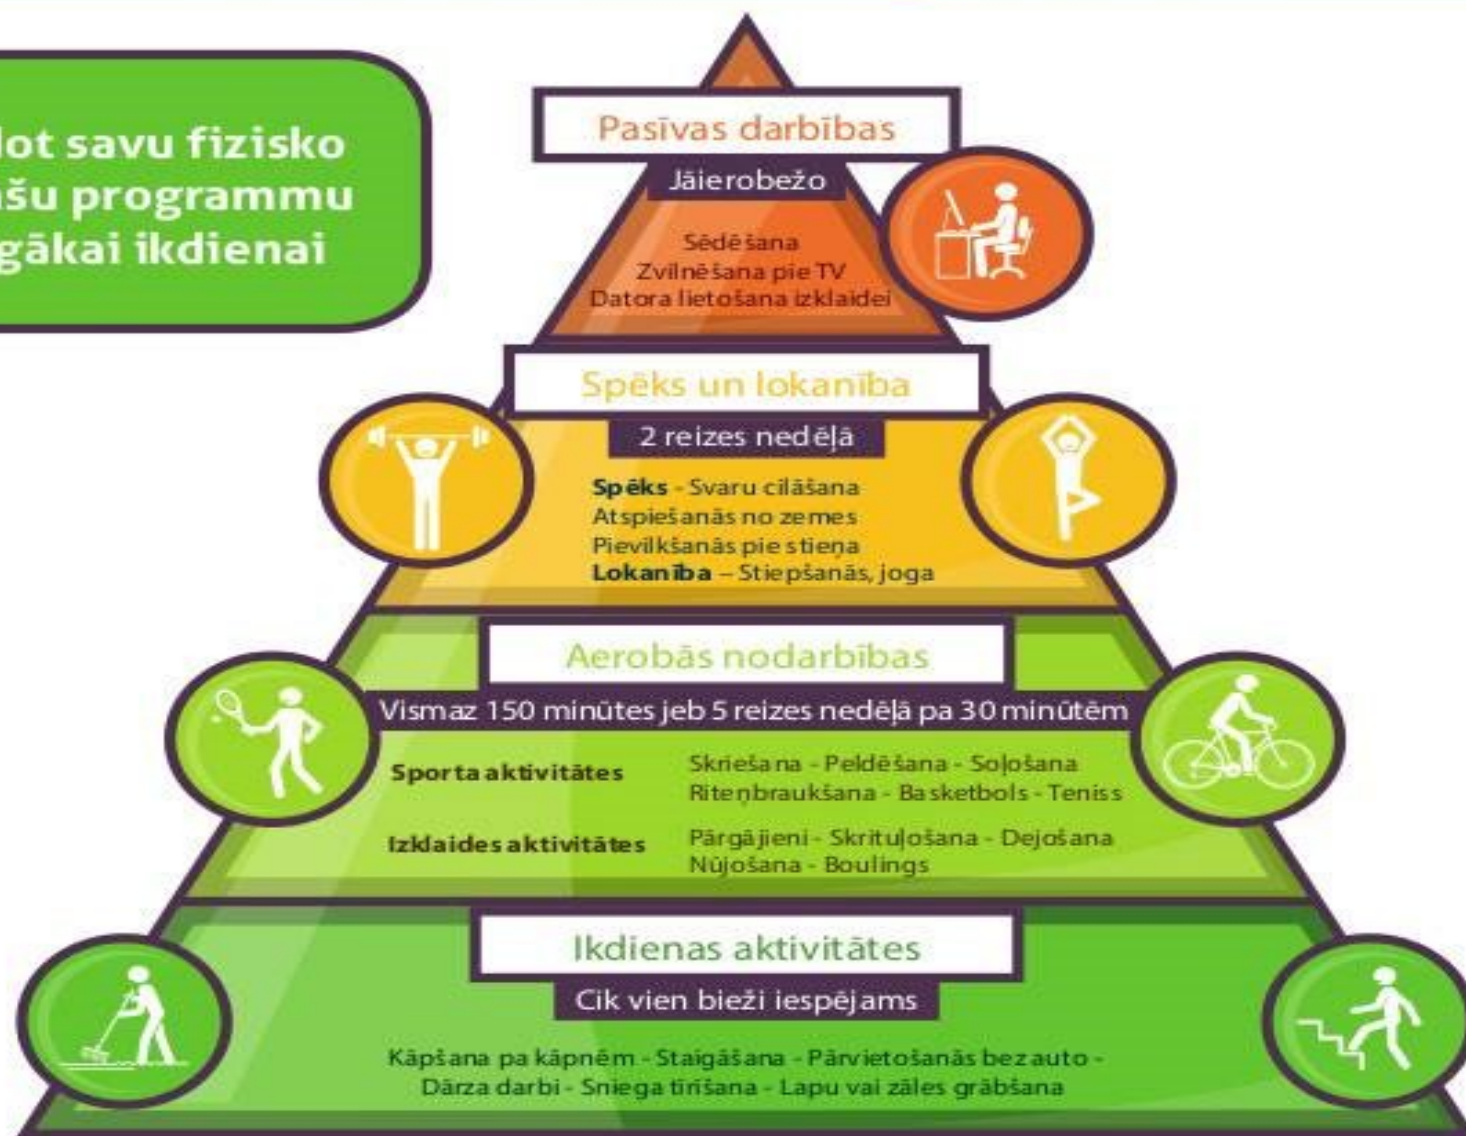 savu fizisko
programmu
ikdienai
Pasīvas darbības
Jāierobežo
Sēdēšana
Zvilnēšana pie TV
Datora lietošana izklaidei
Spēks un lokanība
2 reizes nedēļā
Spēks - Svaru cilāšana
Atspiešanās no zemes
Pievilkšanās pie stieņa
Lokanība – Stiepšanās, joga
Aerobās nodarbības
Vismaz 150 minūtes jeb 5 reizes nedēļā pa 30 minūtēm
Sporta aktivitātes
Skriešana - Peldēšana - Soļošana
Riteņbraukšana - Basketbols - Teniss
Izklaides aktivitātes
Pārgājieni - Skrituļošana - Dejošana
Nūjošana - Boulings
Ikdienas aktivitātes
Cik vien bieži iespējams
Kāpšana pa kāpnēm - Staigāšana - Pārvietošanās bez auto -
Dārza darbi - Sniega tīrīšana - Lapu vai zāles grābšana